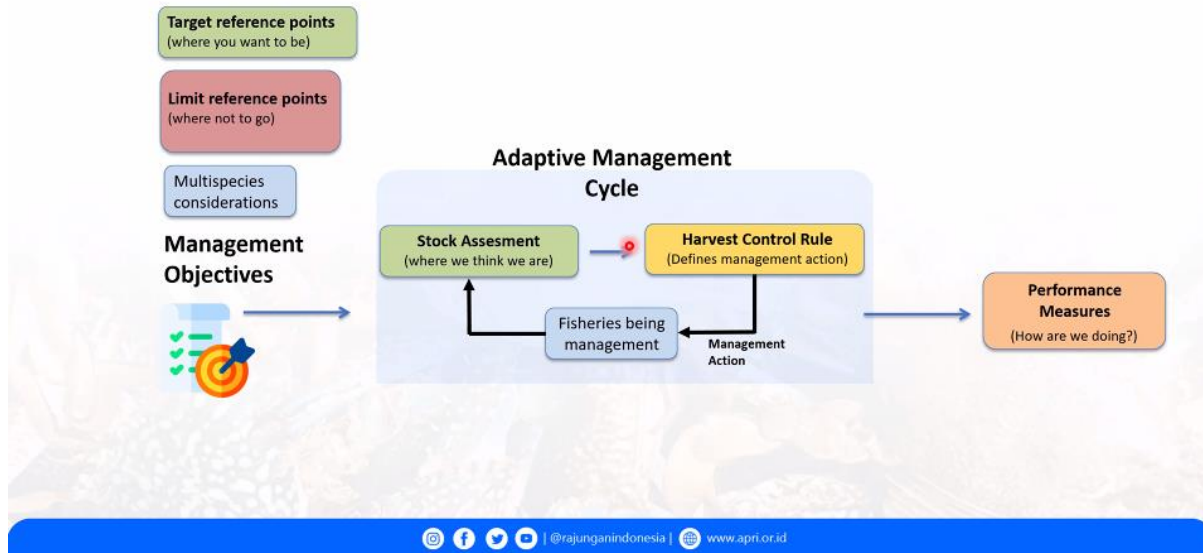 Target reference points
(where you want to be)
Limit reference points
(where not to go)
Multispecies
considerations
Management
Objectives
Adaptive Management
Cycle
Stock Assesment
(where we think we are)
Harvest Control Rule
(Defines management action)
Fisheries being
management
Management
Action
Performance
Measures
(How are we doing?)
| @rajunganindonesia | www.apri.or.id